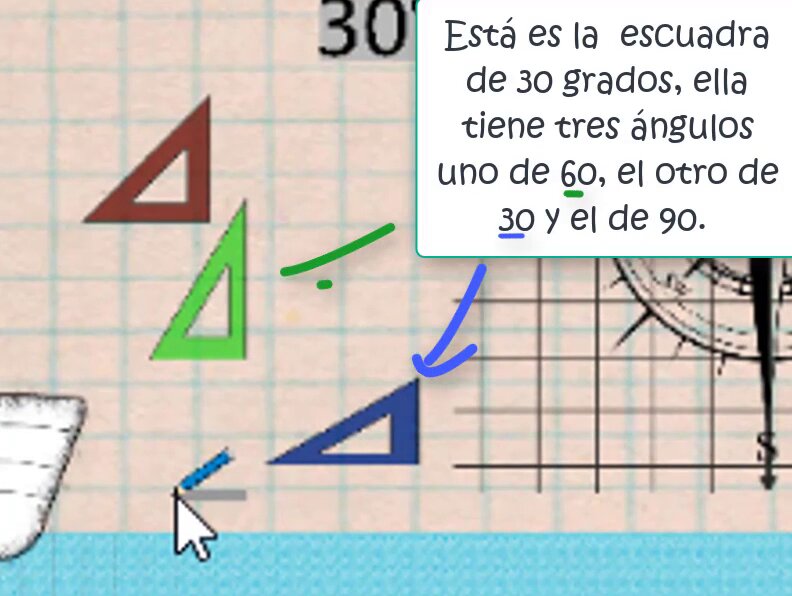 30°
Está es la escuadra
de 30 grados, ella
tiene tres ángulos
uno de 60, el otro de
30 y el de 90.
S